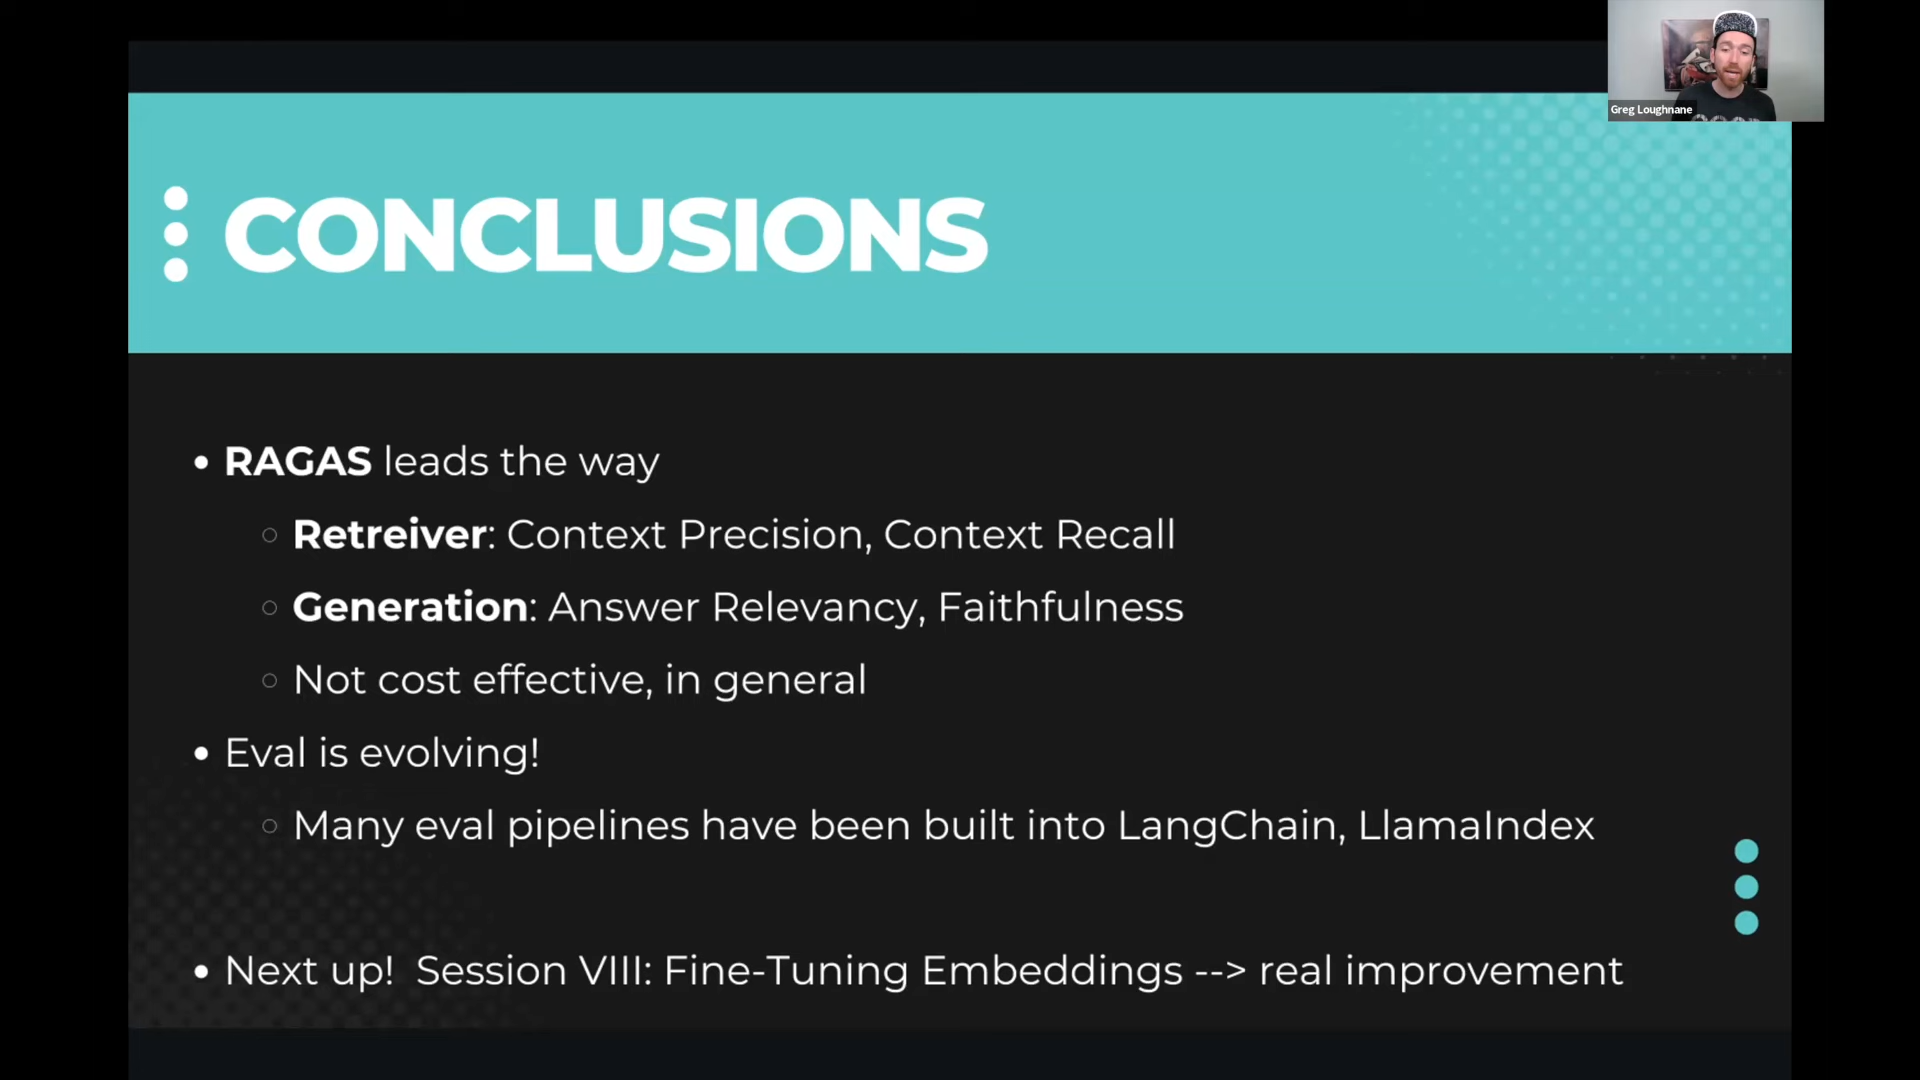 Greg Loughnane
CONCLUSIONS
• RAGAS leads the way
○ Retreiver: Context Precision, Context Recall
○ Generation: Answer Relevancy, Faithfulness
○ Not cost effective, in general
• Eval is evolving!
○ Many eval pipelines have been built into LangChain, LlamaIndex
• Next up!  Session VIII: Fine-Tuning Embeddings --> real improvement